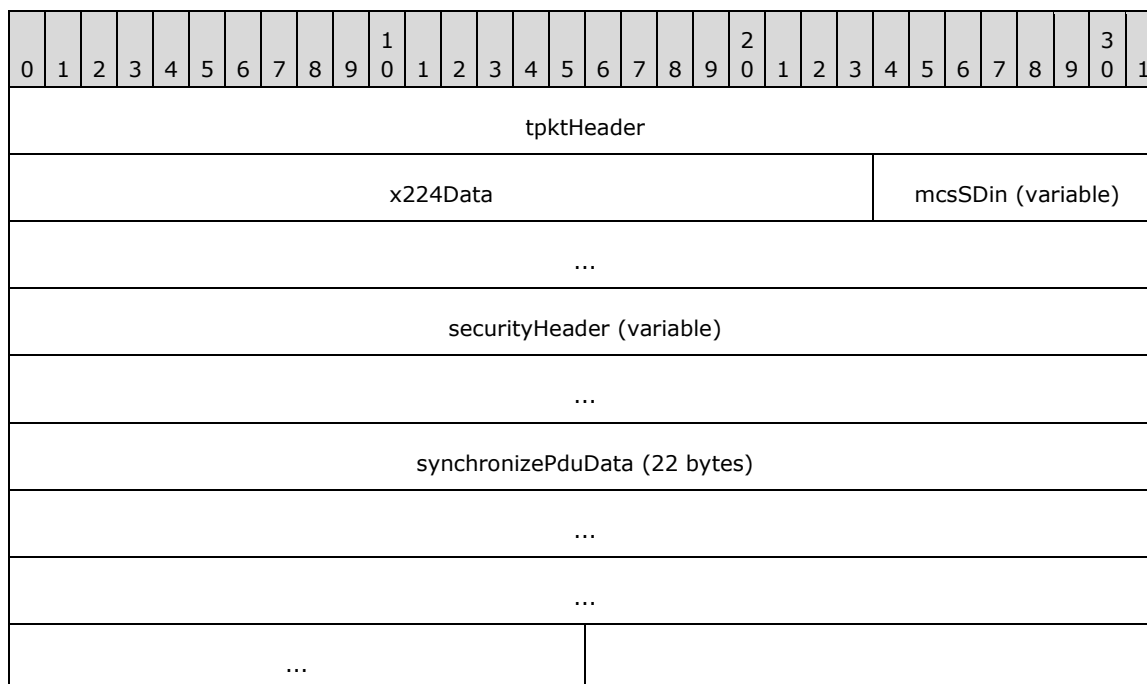 1 2 3
0 1 2 3 4 5 6 7 8 9 0 1 2 3 4 5 6 7 8 9 0 1 2 3 4 5 6 7 8 9 0 1
tpktHeader
x224Data mcsSDin (variable)
...
securityHeader (variable)
...
synchronizePduData (22 bytes)
...
...
...